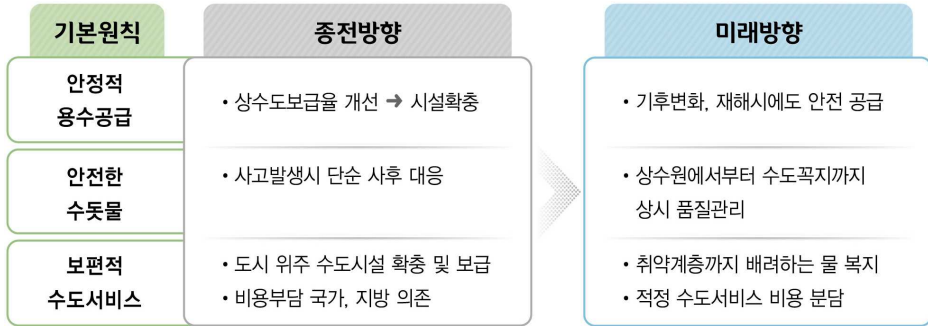 기본원칙
종전방향
미래방향
안정적
용수공급
• 상수도보급율 개선 ➜ 시설확충
• 기후변화, 재해시에도 안전 공급
안전한
수돗물
• 사고발생시 단순 사후 대응
• 상수원에서부터 수도꼭지까지
상시 품질관리
보편적
수도서비스
• 도시 위주 수도시설 확충 및 보급
• 비용부담 국가, 지방 의존
• 취약계층까지 배려하는 물 복지
• 적정 수도서비스 비용 분담